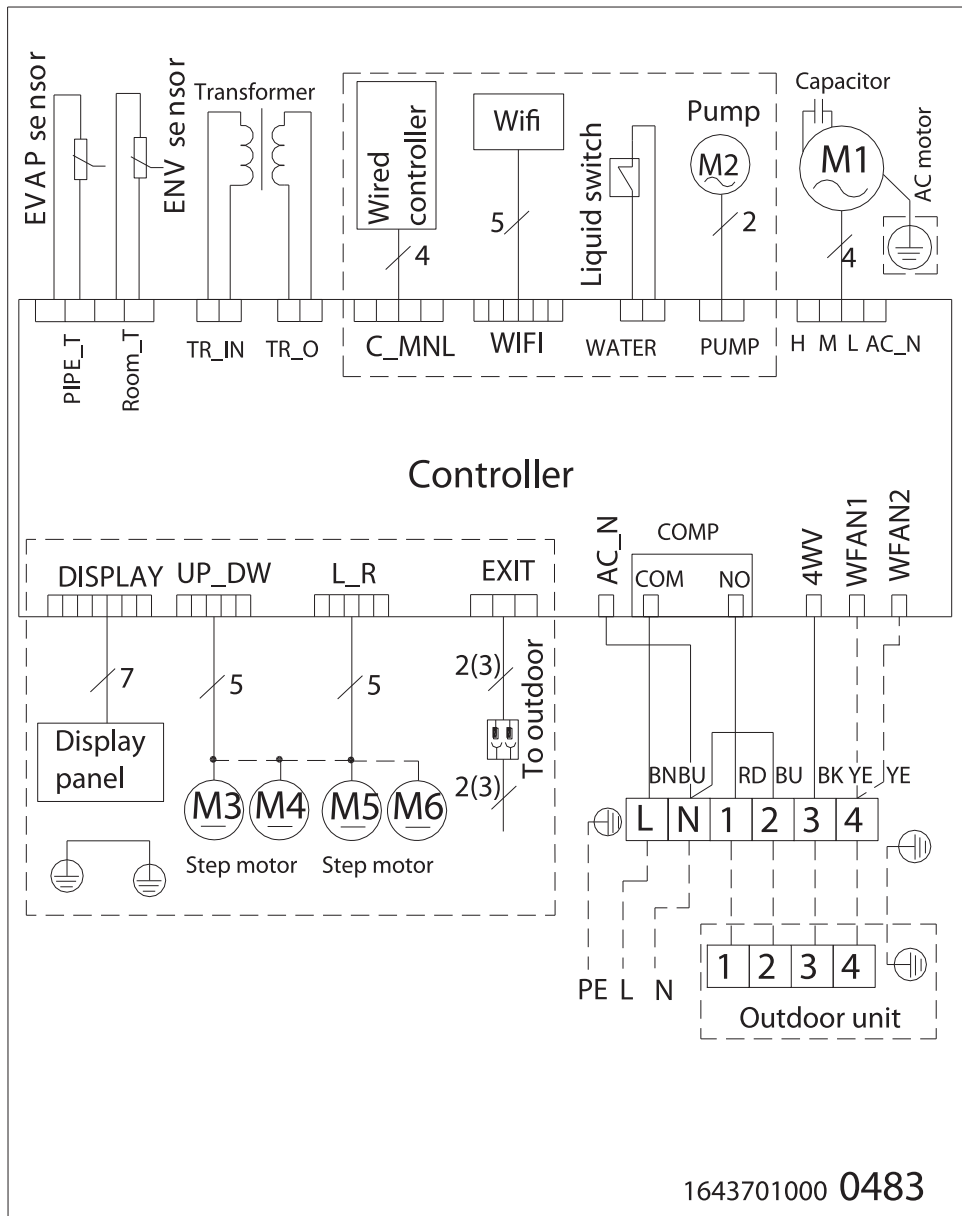 EVAP sensor
ENV sensor
Transformer
Wired
controller
4
Wifi
5
Liquid switch
Pump
M2
2
Capacitor
M1
AC motor
4
PIPE_T
Room_T
TR_IN
TR_O
C_MNL
WIFI
WATER
PUMP
H M L AC_N
Controller
DISPLAY
UP_DW
L_R
EXIT
AC_N
COMP
COM
NO
4WV
WFAN1
WFAN2
7
5
5
2(3)
To outdoor
2(3)
Display
panel
M3
M4
M5
M6
Step motor
Step motor
BN BU RD BU BK YE YE
L N 1 2 3 4
PE L N
1 2 3 4
Outdoor unit
1643701000 0483